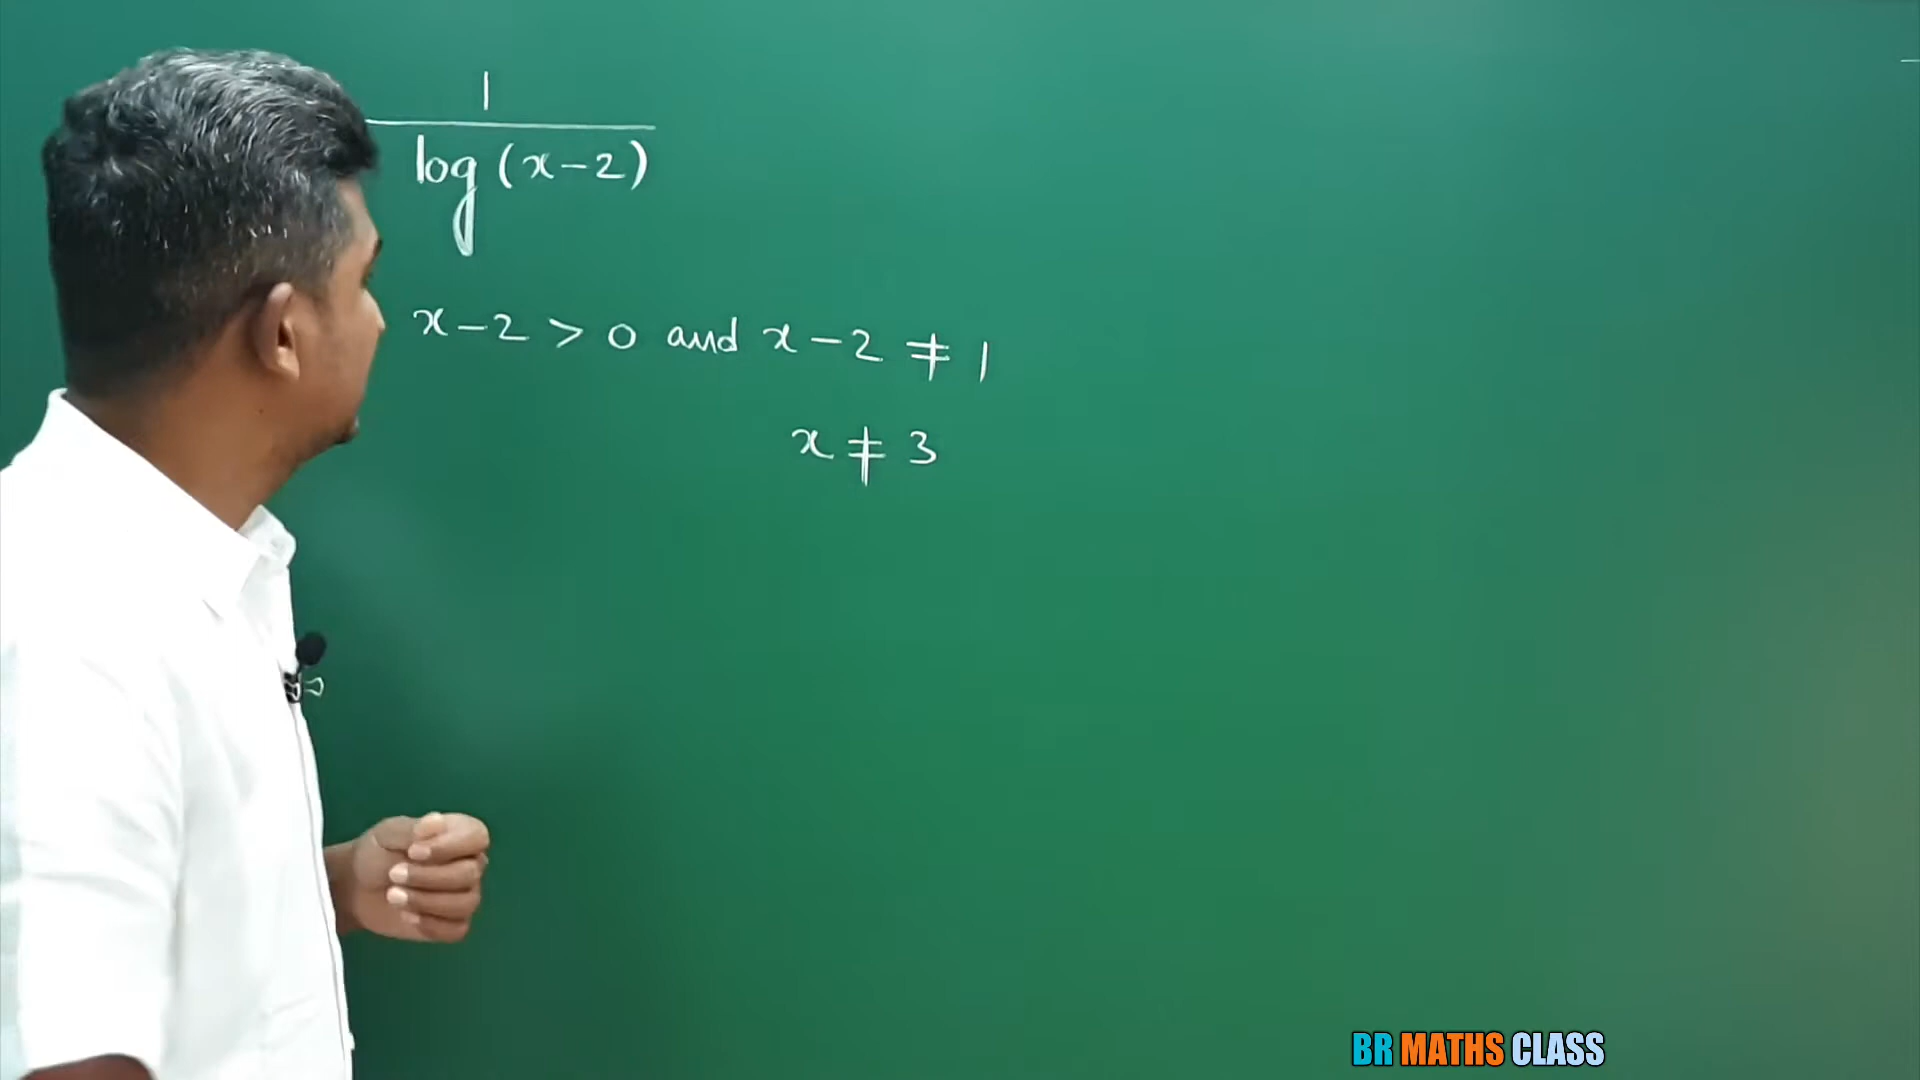 1
log (x-2)
x-2 > 0 and x-2 ≠ 1
x ≠ 3
BR MATHS CLASS